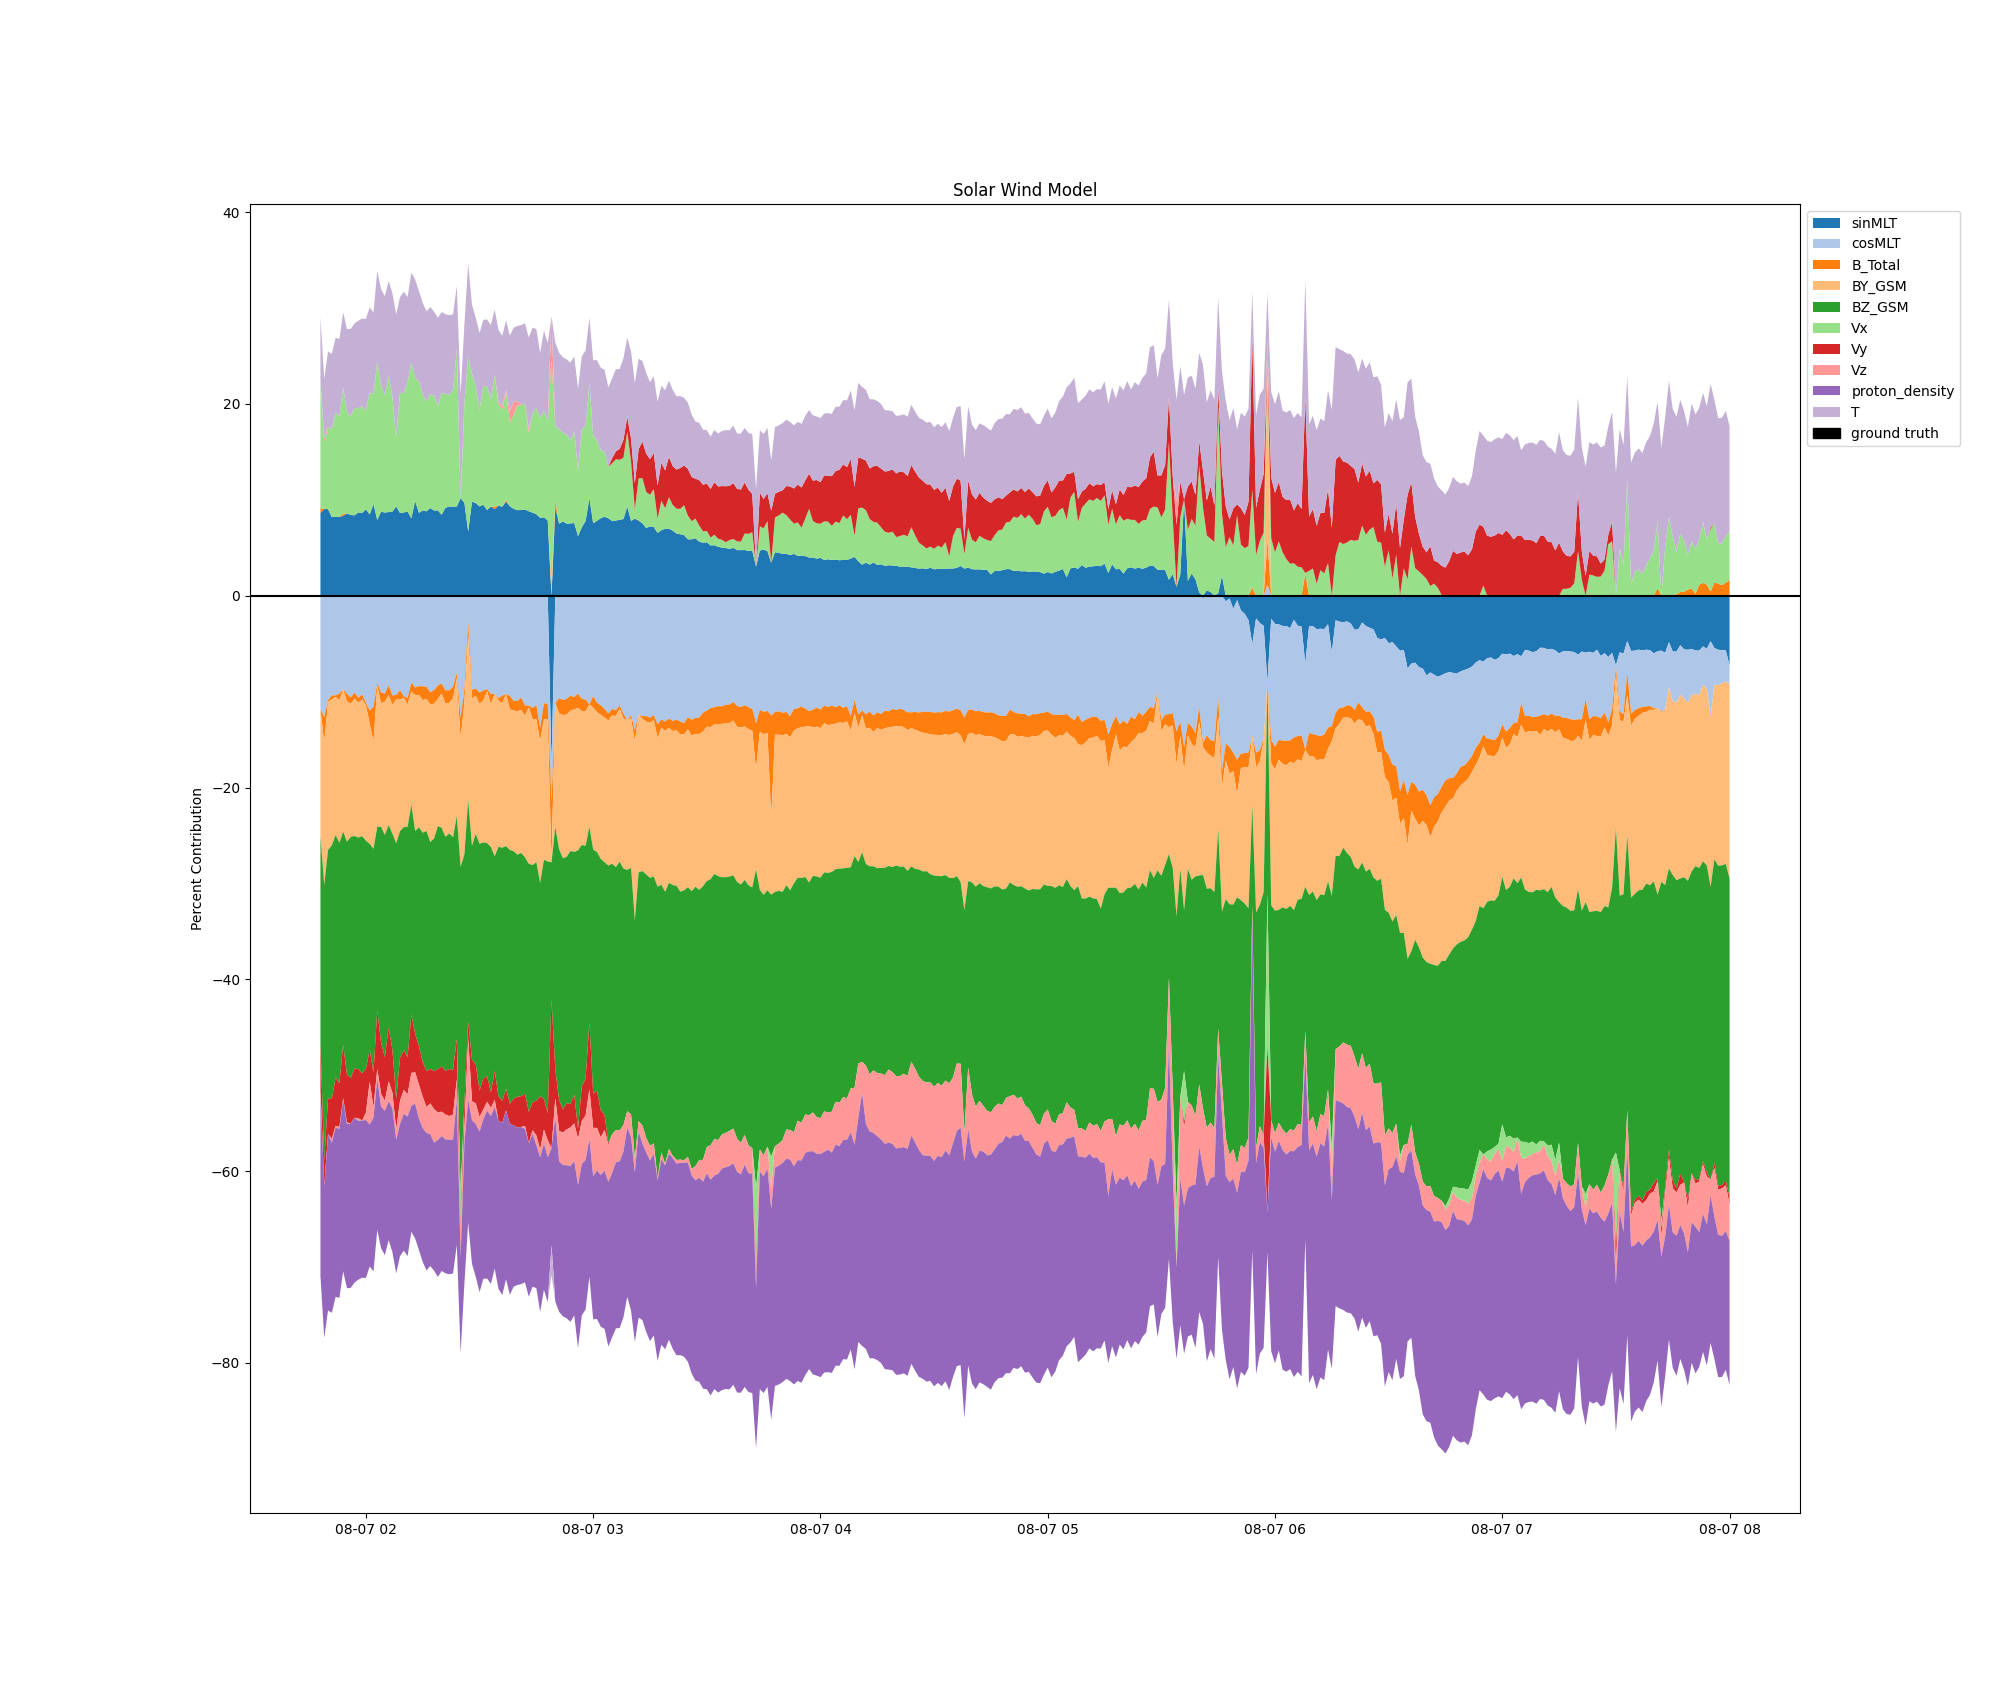 Solar Wind Model
40
20
0
−20
−40
−60
−80
Percent Contribution
08-07 02
08-07 03
08-07 04
08-07 05
08-07 06
08-07 07
08-07 08
sinMLT
cosMLT
B_Total
BY_GSM
BZ_GSM
Vx
Vy
Vz
proton_density
T
ground truth